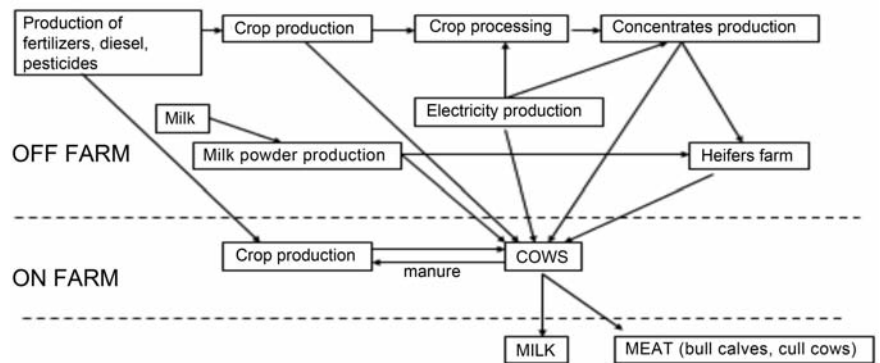 Production of
fertilizers, diesel,
pesticides
Crop production
Crop processing
Concentrates production
Electricity production
Milk
OFF FARM
Milk powder production
Heifers farm
Crop production
COWS
manure
ON FARM
MILK
MEAT (bull calves, cull cows)